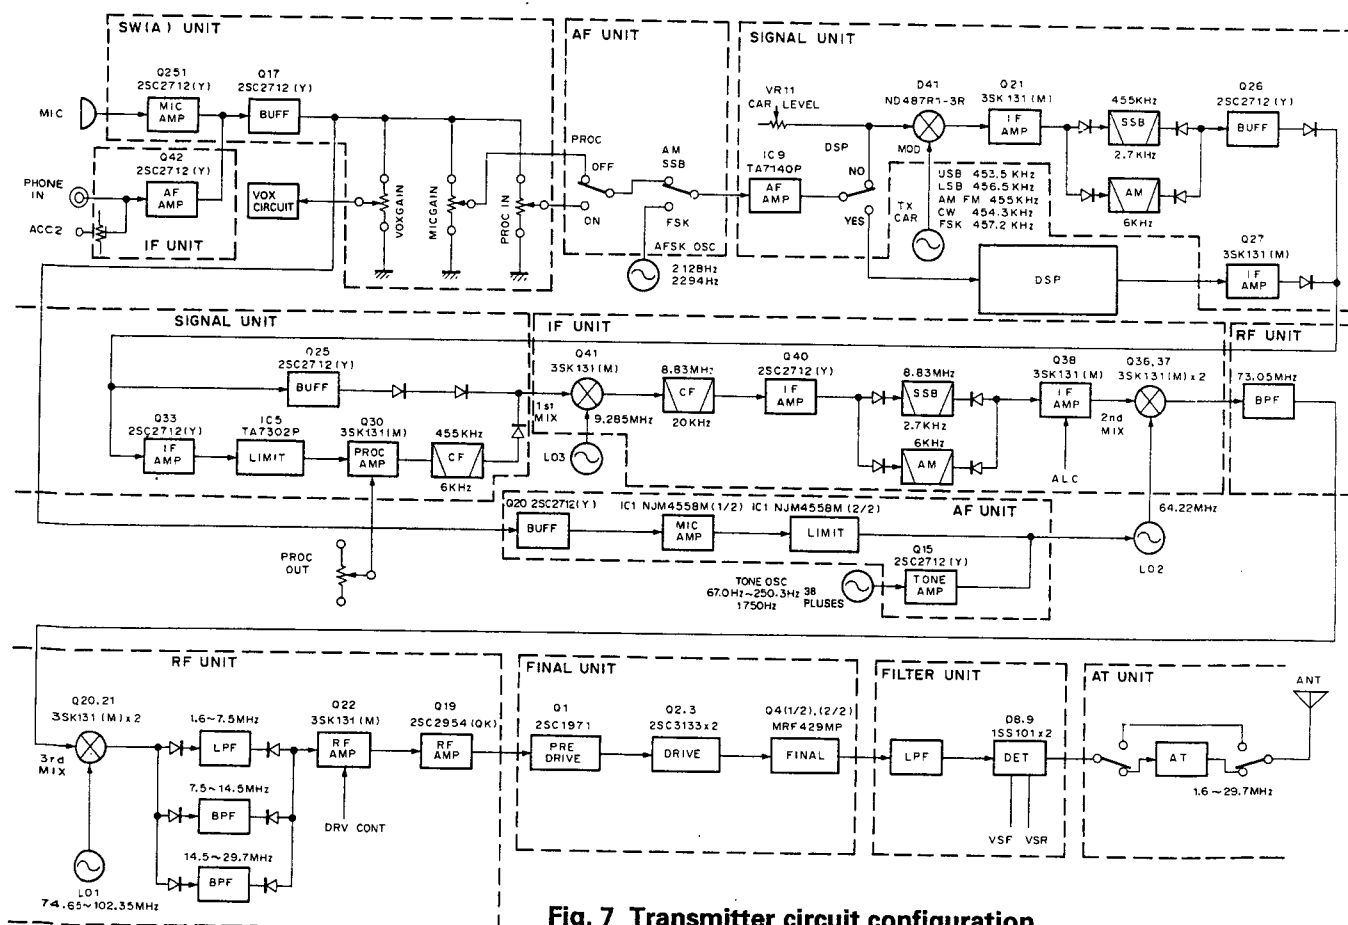 SW(A) UNIT
AF UNIT
SIGNAL UNIT
Q251
2SC2712(Y)
Q17
2SC2712(Y)
MIC
MIC
AMP
BUFF
Q42
2SC2712(Y)
PHONE
IN
AF
AMP
ACC2
IF UNIT
VOX
CIRCUIT
VOXGAIN
MICGAIN
PROC IN
PROC
OFF
ON
AM
SSB
FSK
AFSK OSC
2128Hz
2294Hz
VR11
CAR LEVEL
IC9
TA7140P
AF
AMP
DSP
NO
YES
D41
ND487R1-3R
MOD
TX
CAR
Q21
3SK131(M)
IF
AMP
455KHz
SSB
2.7KHz
AM
6KHz
Q26
2SC2712(Y)
BUFF
USB 453.5 KHz
LSB 456.5 KHz
AM FM 455KHz
CW 454.3KHz
FSK 457.2 KHz
DSP
Q27
3SK131(M)
IF
AMP
SIGNAL UNIT
IF UNIT
RF UNIT
Q25
2SC2712(Y)
BUFF
Q33
2SC2712(Y)
IF
AMP
IC5
TA7302P
LIMIT
Q30
3SK131(M)
PROC
AMP
455KHz
CF
6KHz
Q41
3SK131(M)
1st
MIX
9.285MHz
LO3
8.83MHz
CF
20KHz
Q40
2SC2712(Y)
IF
AMP
8.83MHz
SSB
2.7KHz
6KHz
AM
Q38
3SK131(M)
IF
AMP
ALC
Q36,37
3SK131(M)x2
2nd
MIX
73.05MHz
BPF
64.22MHz
LO2
PROC
OUT
Q20 2SC2712(Y)
BUFF
IC1 NJM4558M(1/2)
MIC
AMP
IC1 NJM4558M(2/2)
LIMIT
AF UNIT
Q15
2SC2712(Y)
TONE
AMP
TONE OSC
67.0Hz~250.3Hz 38
1750Hz PLUSES
RF UNIT
Q20,21
3SK131(M)x2
3rd
MIX
LO1
74.65~102.35MHz
1.6~7.5MHz
LPF
7.5~14.5MHz
BPF
14.5~29.7MHz
BPF
Q22
3SK131(M)
RF
AMP
DRV CONT
Q19
2SC2954(QK)
RF
AMP
FINAL UNIT
Q1
2SC1971
PRE
DRIVE
Q2.3
2SC3133x2
DRIVE
Q4(1/2),(2/2)
MRF429MP
FINAL
FILTER UNIT
LPF
D8.9
1SS101x2
DET
VSF VSR
AT UNIT
AT
1.6~29.7MHz
ANT
Fig. 7 Transmitter circuit configuration